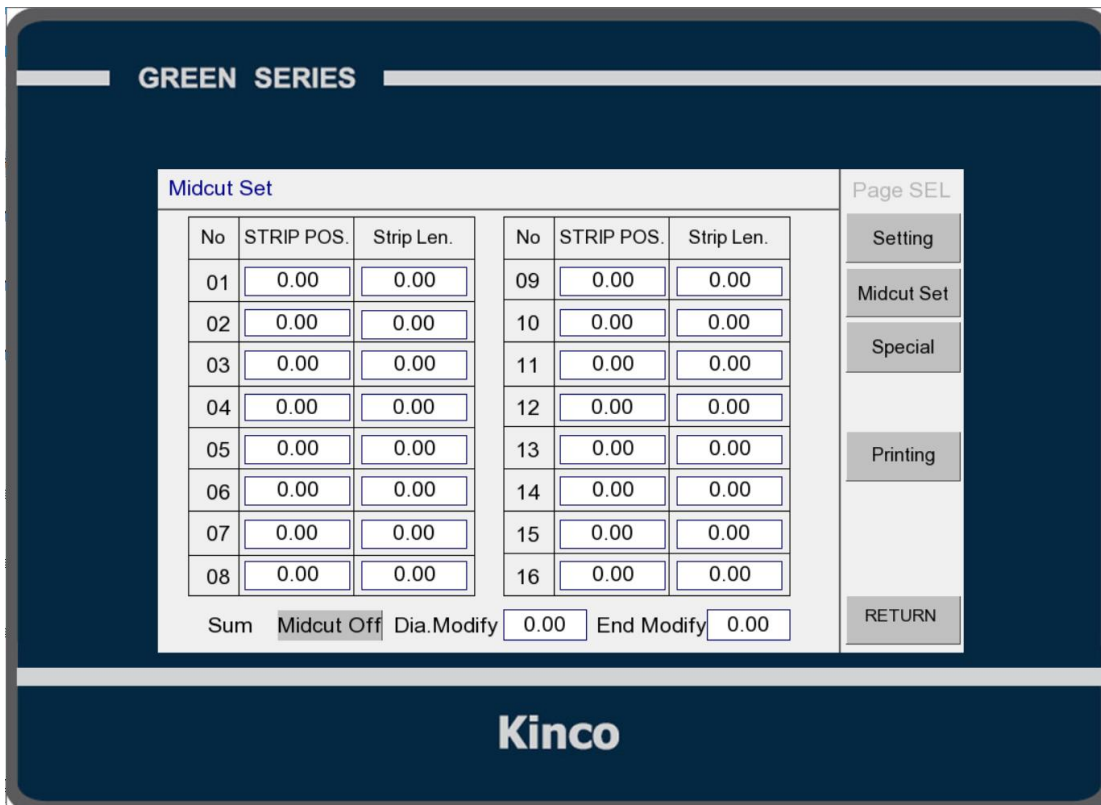 GREEN SERIES
Midcut Set
Page SEL
No STRIP POS. Strip Len. No STRIP POS. Strip Len.
Setting
01 0.00 0.00 09 0.00 0.00
Midcut Set
02 0.00 0.00 10 0.00 0.00
Special
03 0.00 0.00 11 0.00 0.00
04 0.00 0.00 12 0.00 0.00
05 0.00 0.00 13 0.00 0.00
Printing
06 0.00 0.00 14 0.00 0.00
07 0.00 0.00 15 0.00 0.00
08 0.00 0.00 16 0.00 0.00
Sum Midcut Off Dia.Modify 0.00 End Modify 0.00
RETURN
Kinco